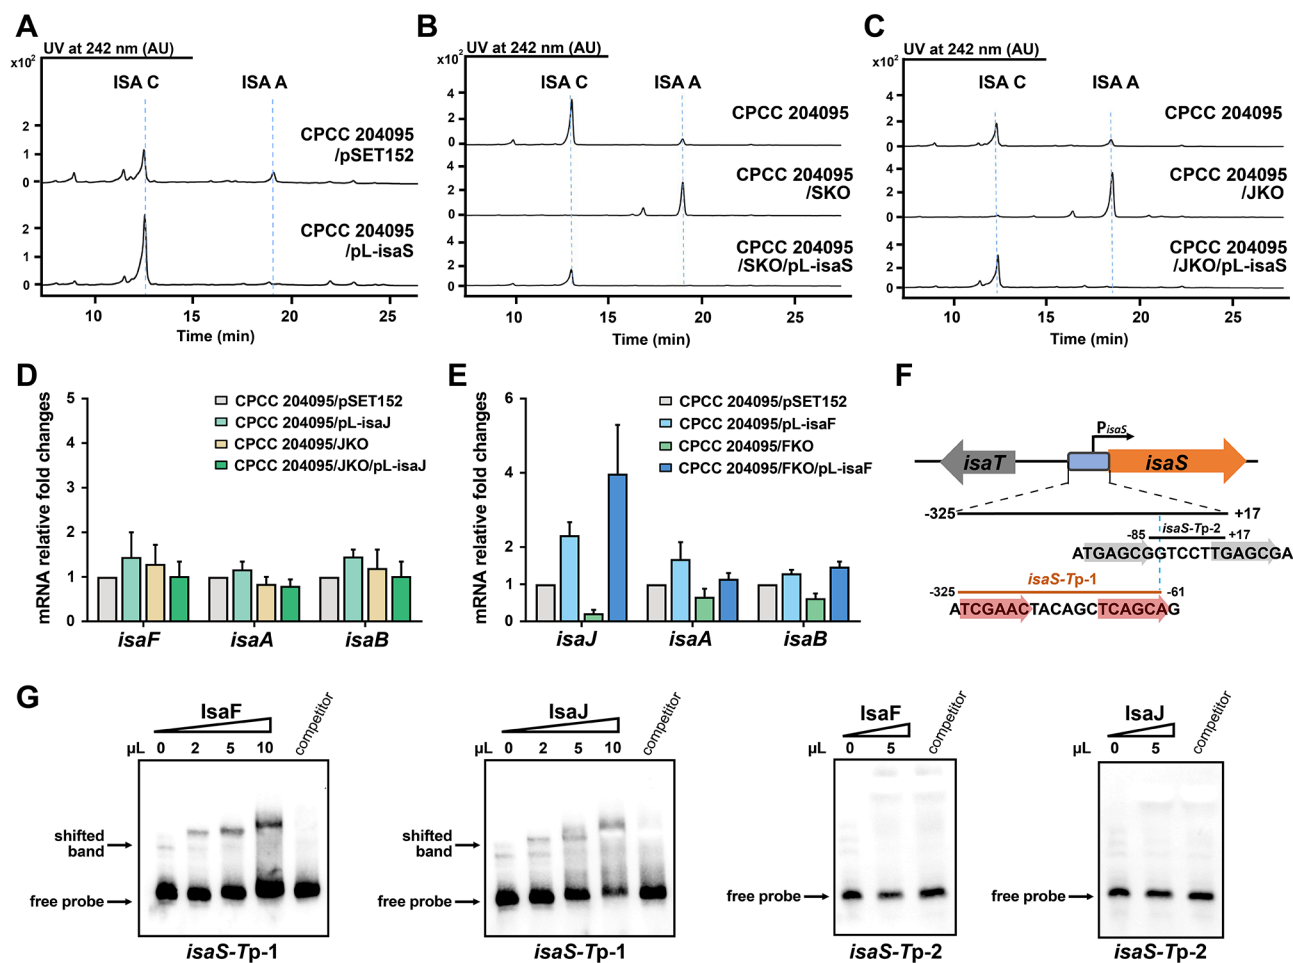 A
UV at 242 nm (AU)
x10²
ISA C
ISA A
2
1
0
CPCC 204095
/pSET152
2
1
0
CPCC 204095
/pL-isaS
10
15
20
25
Time (min)
B
UV at 242 nm (AU)
x10²
ISA C
ISA A
4
2
0
CPCC 204095
4
2
0
CPCC 204095
/SKO
4
2
0
CPCC 204095
/SKO/pL-isaS
10
15
20
25
Time (min)
C
UV at 242 nm (AU)
x10²
ISA C
ISA A
4
2
0
CPCC 204095
4
2
0
CPCC 204095
/JKO
4
2
0
CPCC 204095
/JKO/pL-isaS
10
15
20
25
Time (min)
D
mRNA relative fold changes
5
4
3
2
1
0
CPCC 204095/pSET152
CPCC 204095/pL-isaJ
CPCC 204095/JKO
CPCC 204095/JKO/pL-isaJ
isaF
isaA
isaB
E
mRNA relative fold changes
6
4
2
1
0
CPCC 204095/pSET152
CPCC 204095/pL-isaF
CPCC 204095/FKO
CPCC 204095/FKO/pL-isaF
isaJ
isaA
isaB
F
PisaS
isaT
isaS
-325
+17
isaS-Tp-2
-85
+17
ATGAGCGGTCCTTGAGCGA
isaS-Tp-1
-325
-61
ATCGAACTACAGCTCAGCAG
G
IsaF
µL 0 2 5 10 competitor
shifted
band
free probe
isaS-Tp-1
IsaJ
µL 0 2 5 10 competitor
shifted
band
free probe
isaS-Tp-1
IsaF
µL 0 5 competitor
free probe
isaS-Tp-2
IsaJ
µL 0 5 competitor
free probe
isaS-Tp-2